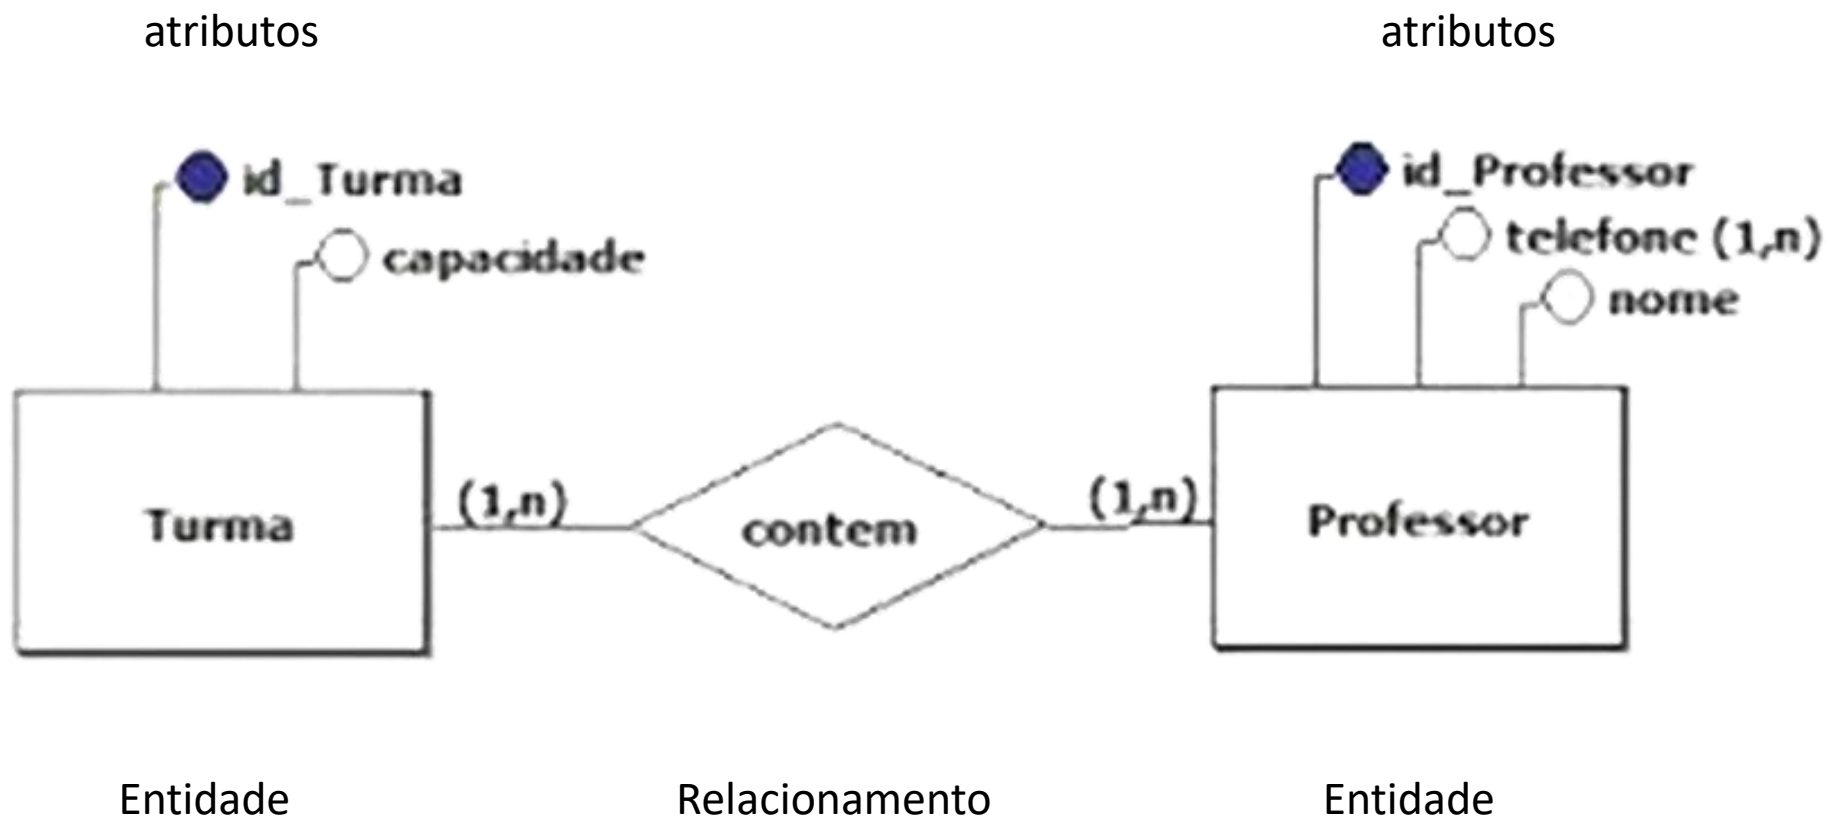 atributos
atributos
id_Turma
capacidade
id_Professor
telefone (1,n)
nome
Turma
(1,n)
contem
(1,n)
Professor
Entidade
Relacionamento
Entidade